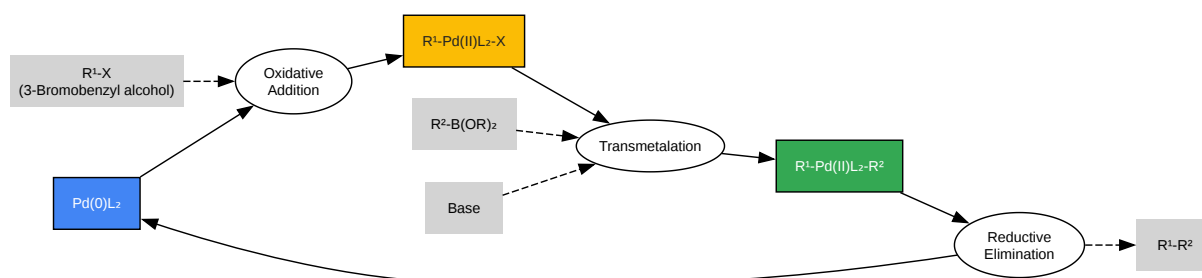 R¹-X
(3-Bromobenzyl alcohol)
Oxidative
Addition
R¹-Pd(II)L₂-X
R²-B(OR)₂
Transmetalation
Base
Pd(0)L₂
R¹-Pd(II)L₂-R²
Reductive
Elimination
R¹-R²